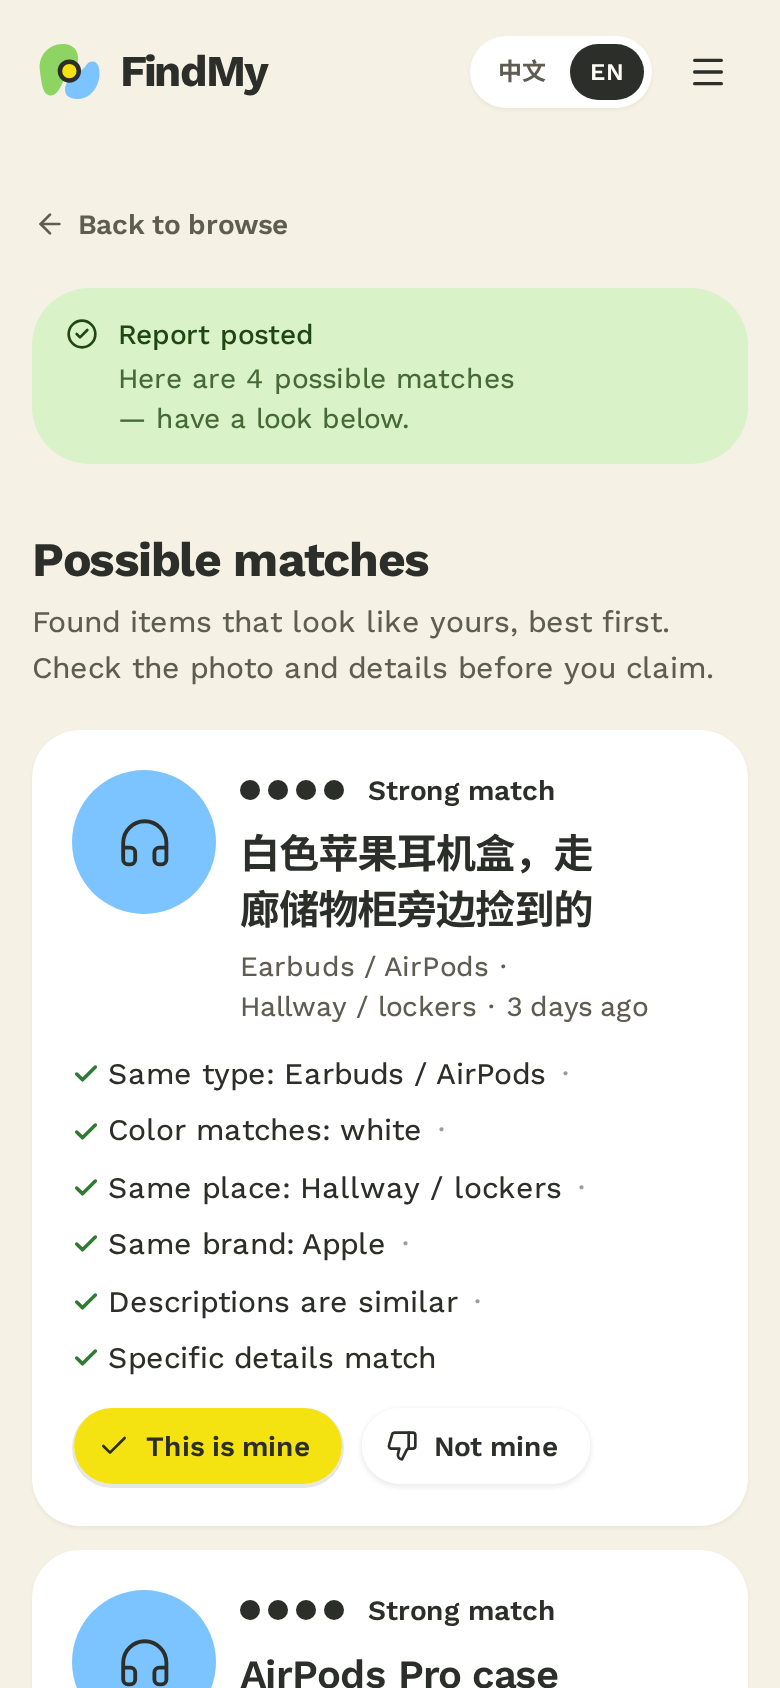 FindMy
中文 EN
Back to browse
Report posted
Here are 4 possible matches
— have a look below.
Possible matches
Found items that look like yours, best first.
Check the photo and details before you claim.
Strong match
白色苹果耳机盒，走
廊储物柜旁边捡到的
Earbuds / AirPods ·
Hallway / lockers · 3 days ago
Same type: Earbuds / AirPods ·
Color matches: white ·
Same place: Hallway / lockers ·
Same brand: Apple ·
Descriptions are similar ·
Specific details match
This is mine Not mine
Strong match
AirPods Pro case